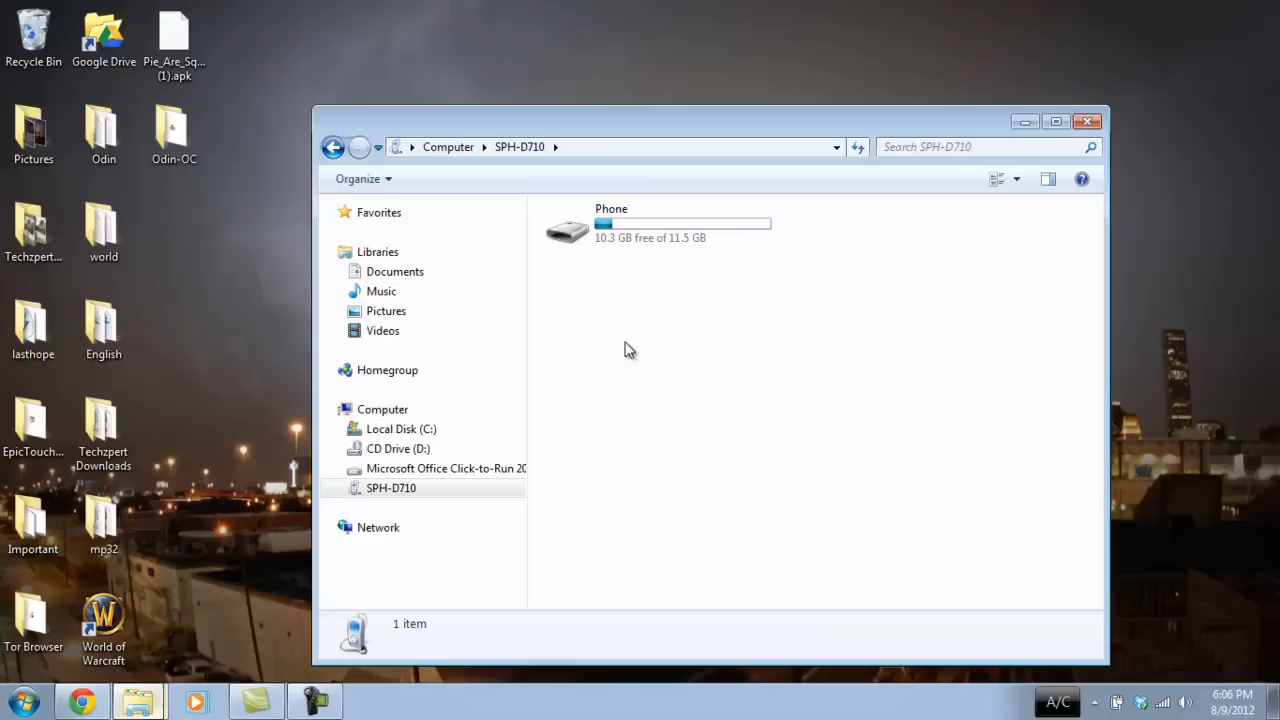 Recycle Bin
Google Drive
Pie_Are_Sq...
(1).apk
Pictures
Odin
Odin-OC
Techzpert...
world
lasthope
English
EpicTouch...
Techzpert
Downloads
Important
mp32
Tor Browser
World of
Warcraft
Computer
SPH-D710
Search SPH-D710
Organize
Favorites
Libraries
Documents
Music
Pictures
Videos
Homegroup
Computer
Local Disk (C:)
CD Drive (D:)
Microsoft Office Click-to-Run 20
SPH-D710
Network
Phone
10.3 GB free of 11.5 GB
1 item
A/C
6:06 PM
8/9/2012